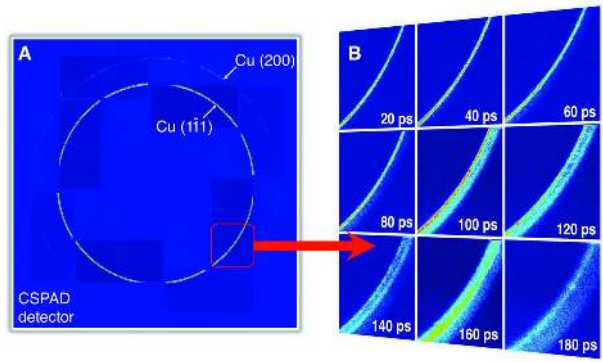 A
Cu (200)
Cu (111̄)
CSPAD
detector
B
20 ps
40 ps
60 ps
80 ps
100 ps
120 ps
140 ps
160 ps
180 ps